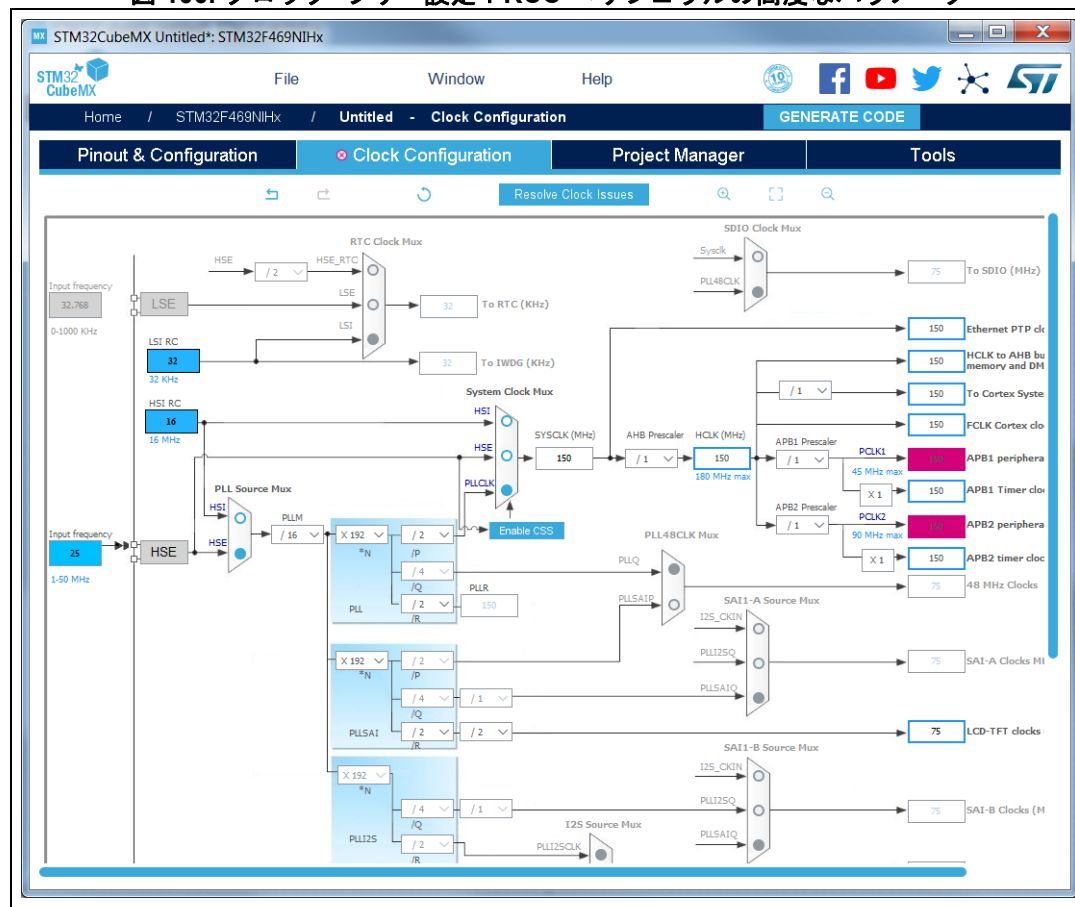 MX STM32CubeMX Untitled*: STM32F469NIHx
STM32 CubeMX
File Window Help
10
Home / STM32F469NIHx / Untitled - Clock Configuration
GENERATE CODE
Pinout & Configuration
Clock Configuration
Project Manager
Tools
Resolve Clock Issues
RTC Clock Mux
HSE
/ 2
HSE_RTC
Input frequency
32.768
0-1000 KHz
LSE
LSE
LSI
32 To RTC (KHz)
LSI RC
32
32 KHz
32 To IWDG (KHz)
HSI RC
16
16 MHz
System Clock Mux
HSI
HSE
PLLCLK
SYSCLK (MHz)
150
AHB Prescaler
/ 1
HCLK (MHz)
150
180 MHz max
Enable CSS
PLL Source Mux
HSI
HSE
Input frequency
25
1-50 MHz
HSE
PLLM
/ 16
X 192
*N
/ 2
/P
/ 4
/Q
/ 2
/R
PLL
PLLR
150
X 192
*N
/ 2
/P
/ 4
/Q
/ 1
/ 2
/R
/ 2
PLLSAI
X 192
*N
/ 4
/Q
/ 1
/ 2
/R
PLLI2S
SDIO Clock Mux
Sysclk
PLL48CLK
75 To SDIO (MHz)
150 Ethernet PTP clo
150 HCLK to AHB bu
memory and DM
/ 1
150 To Cortex Syste
150 FCLK Cortex clo
APB1 Prescaler
/ 1
PCLK1
45 MHz max
150 APB1 periphera
X 1
150 APB1 Timer cloc
APB2 Prescaler
/ 1
PCLK2
90 MHz max
150 APB2 periphera
X 1
150 APB2 timer cloc
PLL48CLK Mux
PLLQ
PLLSAIP
75 48 MHz Clocks
SAI1-A Source Mux
I2S_CKIN
PLLI2SQ
PLLSAIQ
75 SAI-A Clocks MH
75 LCD-TFT clocks
SAI1-B Source Mux
I2S_CKIN
PLLI2SQ
PLLSAIQ
75 SAI-B Clocks (M
I2S Source Mux
PLLI2SCLK